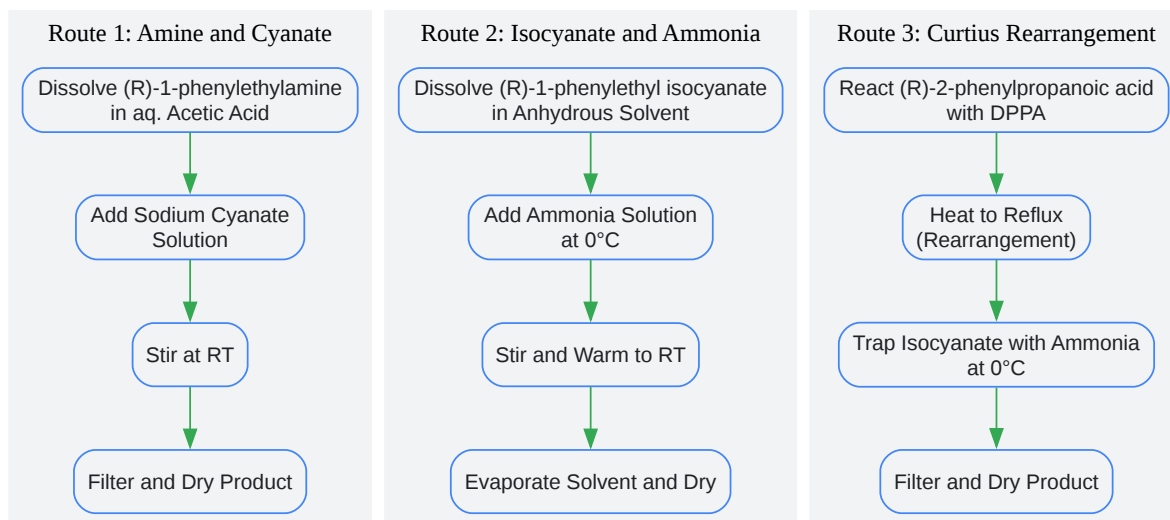 Route 1: Amine and Cyanate
Dissolve (R)-1-phenylethylamine
in aq. Acetic Acid
Add Sodium Cyanate
Solution
Stir at RT
Filter and Dry Product
Route 2: Isocyanate and Ammonia
Dissolve (R)-1-phenylethyl isocyanate
in Anhydrous Solvent
Add Ammonia Solution
at 0°C
Stir and Warm to RT
Evaporate Solvent and Dry
Route 3: Curtius Rearrangement
React (R)-2-phenylpropanoic acid
with DPPA
Heat to Reflux
(Rearrangement)
Trap Isocyanate with Ammonia
at 0°C
Filter and Dry Product